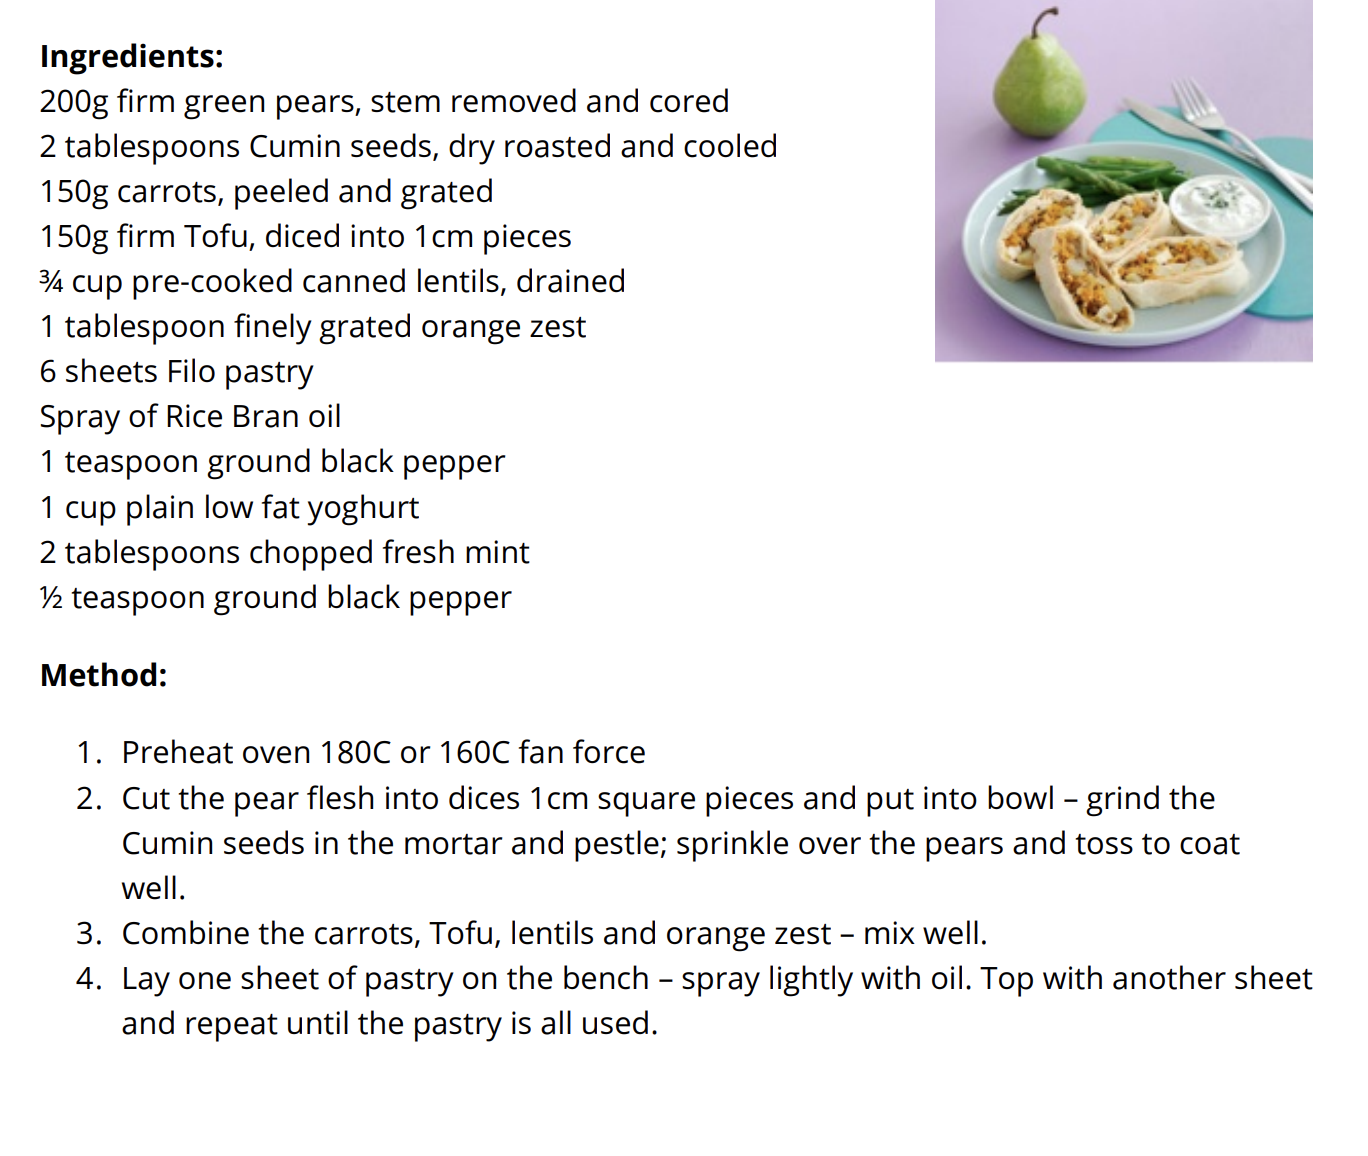 Ingredients:
200g firm green pears, stem removed and cored
2 tablespoons Cumin seeds, dry roasted and cooled
150g carrots, peeled and grated
150g firm Tofu, diced into 1cm pieces
¾ cup pre-cooked canned lentils, drained
1 tablespoon finely grated orange zest
6 sheets Filo pastry
Spray of Rice Bran oil
1 teaspoon ground black pepper
1 cup plain low fat yoghurt
2 tablespoons chopped fresh mint
½ teaspoon ground black pepper
Method:
1. Preheat oven 180C or 160C fan force
2. Cut the pear flesh into dices 1cm square pieces and put into bowl – grind the
Cumin seeds in the mortar and pestle; sprinkle over the pears and toss to coat
well.
3. Combine the carrots, Tofu, lentils and orange zest – mix well.
4. Lay one sheet of pastry on the bench – spray lightly with oil. Top with another sheet
and repeat until the pastry is all used.